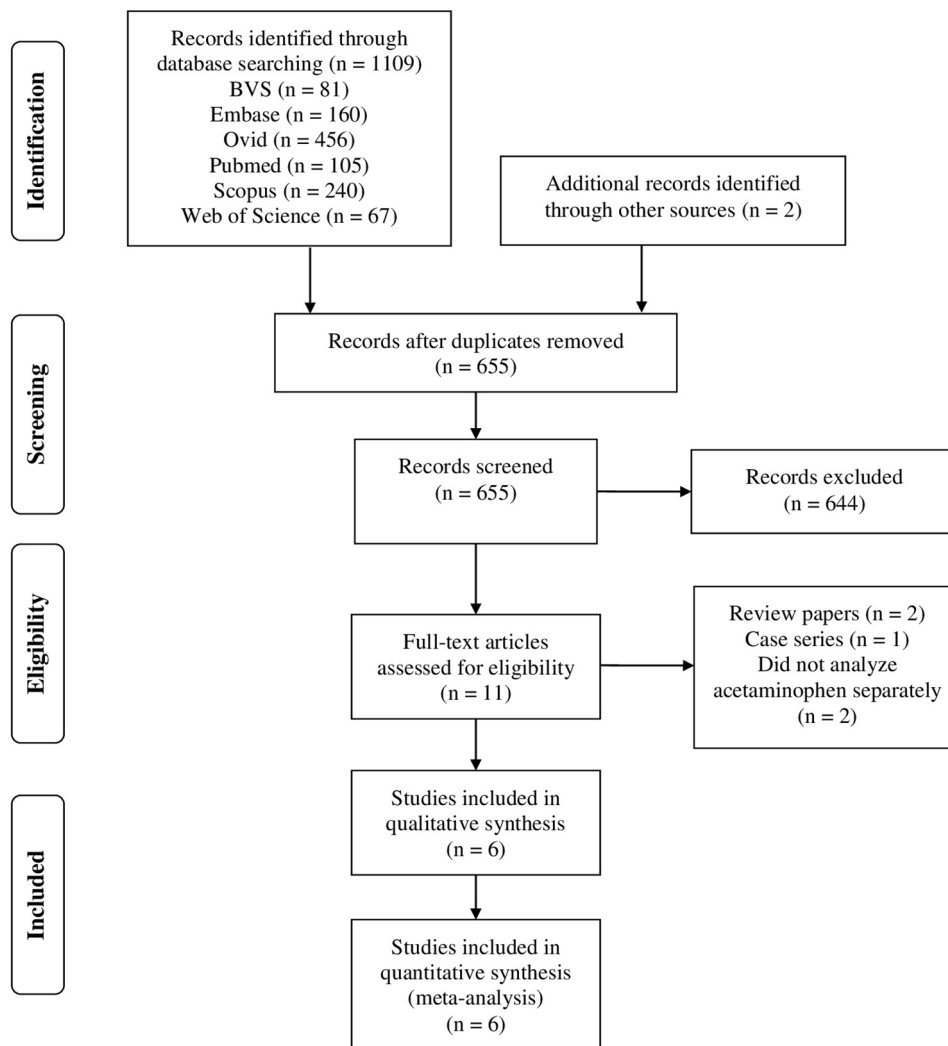 Identification
Records identified through
database searching (n = 1109)
BVS (n = 81)
Embase (n = 160)
Ovid (n = 456)
Pubmed (n = 105)
Scopus (n = 240)
Web of Science (n = 67)
Additional records identified
through other sources (n = 2)
Screening
Records after duplicates removed
(n = 655)
Records screened
(n = 655)
Records excluded
(n = 644)
Eligibility
Full-text articles
assessed for eligibility
(n = 11)
Review papers (n = 2)
Case series (n = 1)
Did not analyze
acetaminophen separately
(n = 2)
Included
Studies included in
qualitative synthesis
(n = 6)
Studies included in
quantitative synthesis
(meta-analysis)
(n = 6)